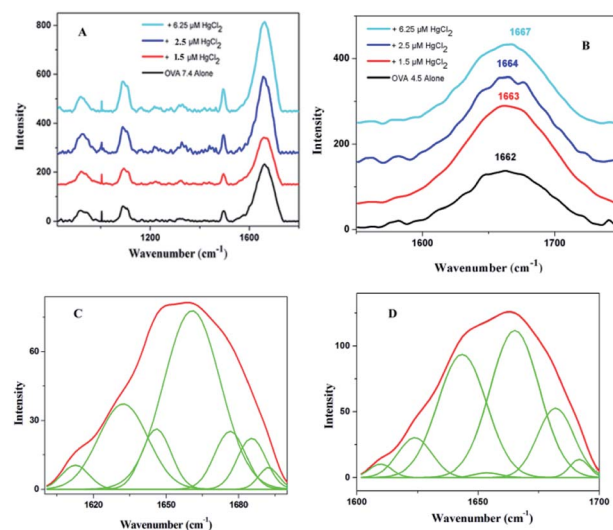 A
+ 6.25 µM HgCl2
+ 2.5 µM HgCl2
+ 1.5 µM HgCl2
OVA 7.4 Alone
800
600
400
200
0
Intensity
1200
1600
Wavenumber (cm-1)
B
+ 6.25 µM HgCl2
+ 2.5 µM HgCl2
+ 1.5 µM HgCl2
OVA 4.5 Alone
1667
1664
1663
1662
400
200
0
Intensity
1600
1700
Wavenumber (cm-1)
C
75
30
0
Intensity
1620
1650
1680
Wavenumber (cm-1)
D
100
50
0
Intensity
1600
1650
1700
Wavenumber (cm-1)